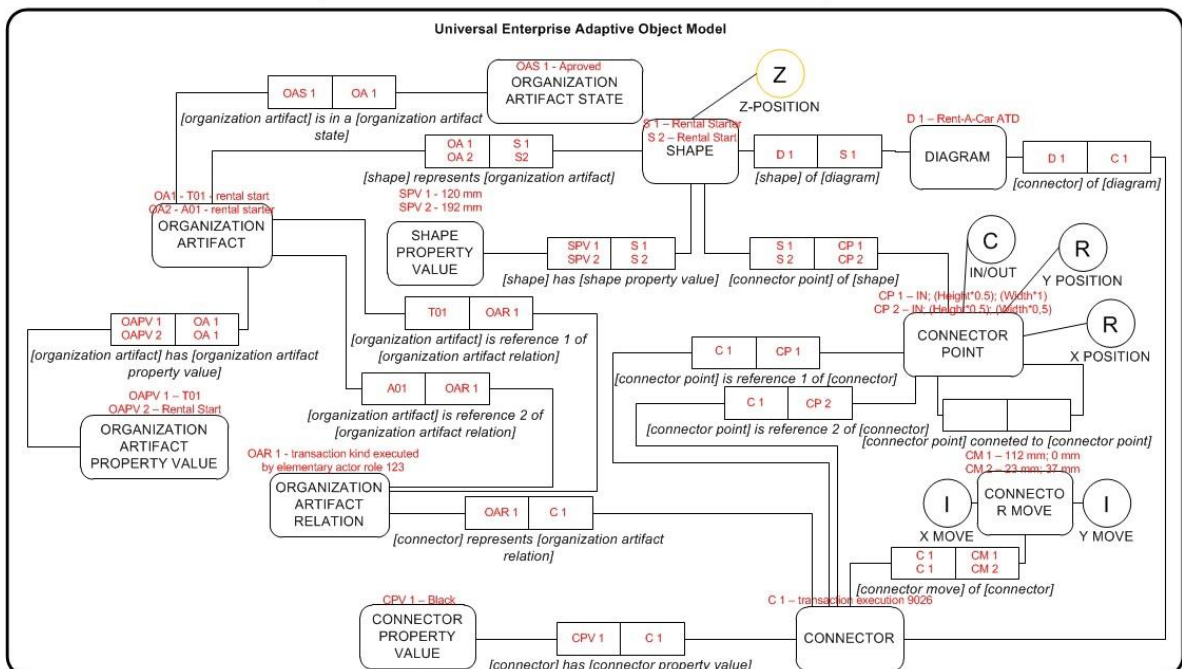 Universal Enterprise Adaptive Object Model
OAS 1 - Aproved
ORGANIZATION
ARTIFACT STATE
OAS 1 OA 1
[organization artifact] is in a [organization artifact
state]
Z
Z-POSITION
S 1 – Rental Starter
S 2 – Rental Start
SHAPE
OA 1 S 1
OA 2 S2
[shape] represents [organization artifact]
D 1 S 1
[shape] of [diagram]
D 1 – Rent-A-Car ATD
DIAGRAM
D 1 C 1
[connector] of [diagram]
OA1 - T01 - rental start
OA2 - A01 - rental starter
ORGANIZATION
ARTIFACT
SPV 1 - 120 mm
SPV 2 - 192 mm
SHAPE
PROPERTY
VALUE
SPV 1 S 1
SPV 2 S 2
[shape] has [shape property value]
S 1 CP 1
S 2 CP 2
[connector point] of [shape]
C
IN/OUT
R
Y POSITION
R
X POSITION
CP 1 – IN; (Height*0.5); (Width*1)
CP 2 – IN; (Height*0.5); (Width*0,5)
CONNECTOR
POINT
OAPV 1 OA 1
OAPV 2 OA 1
[organization artifact] has [organization artifact
property value]
T01 OAR 1
[organization artifact] is reference 1 of
[organization artifact relation]
C 1 CP 1
[connector point] is reference 1 of [connector]
A01 OAR 1
[organization artifact] is reference 2 of
[organization artifact relation]
C 1 CP 2
[connector point] is reference 2 of [connector]
[connector point] conneted to [connector point]
OAPV 1 – T01
OAPV 2 – Rental Start
ORGANIZATION
ARTIFACT
PROPERTY VALUE
OAR 1 - transaction kind executed
by elementary actor role 123
ORGANIZATION
ARTIFACT
RELATION
OAR 1 C 1
[connector] represents [organization artifact
relation]
CM 1 – 112 mm; 0 mm
CM 2 – 23 mm; 37 mm
CONNECTO
R MOVE
I
X MOVE
I
Y MOVE
C 1 CM 1
C 1 CM 2
[connector move] of [connector]
CPV 1 – Black
CONNECTOR
PROPERTY
VALUE
CPV 1 C 1
[connector] has [connector property value]
C 1 – transaction execution 9026
CONNECTOR